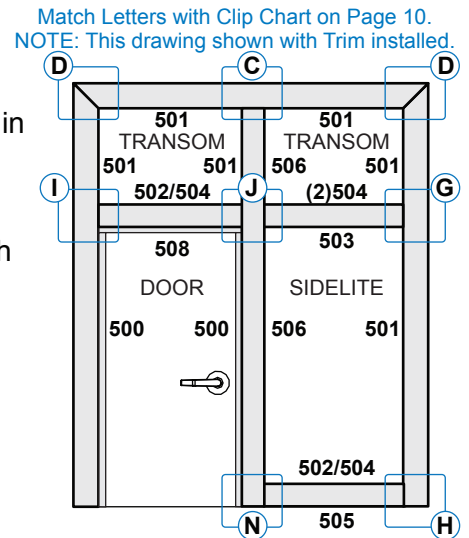 Match Letters with Clip Chart on Page 10.
NOTE: This drawing shown with Trim installed.
D C D
501 501
in
TRANSOM TRANSOM
501 501 506 501
I 502/504 J (2)504 G
508 503
h
DOOR SIDELITE
500 500 506 501
502/504
N 505 H